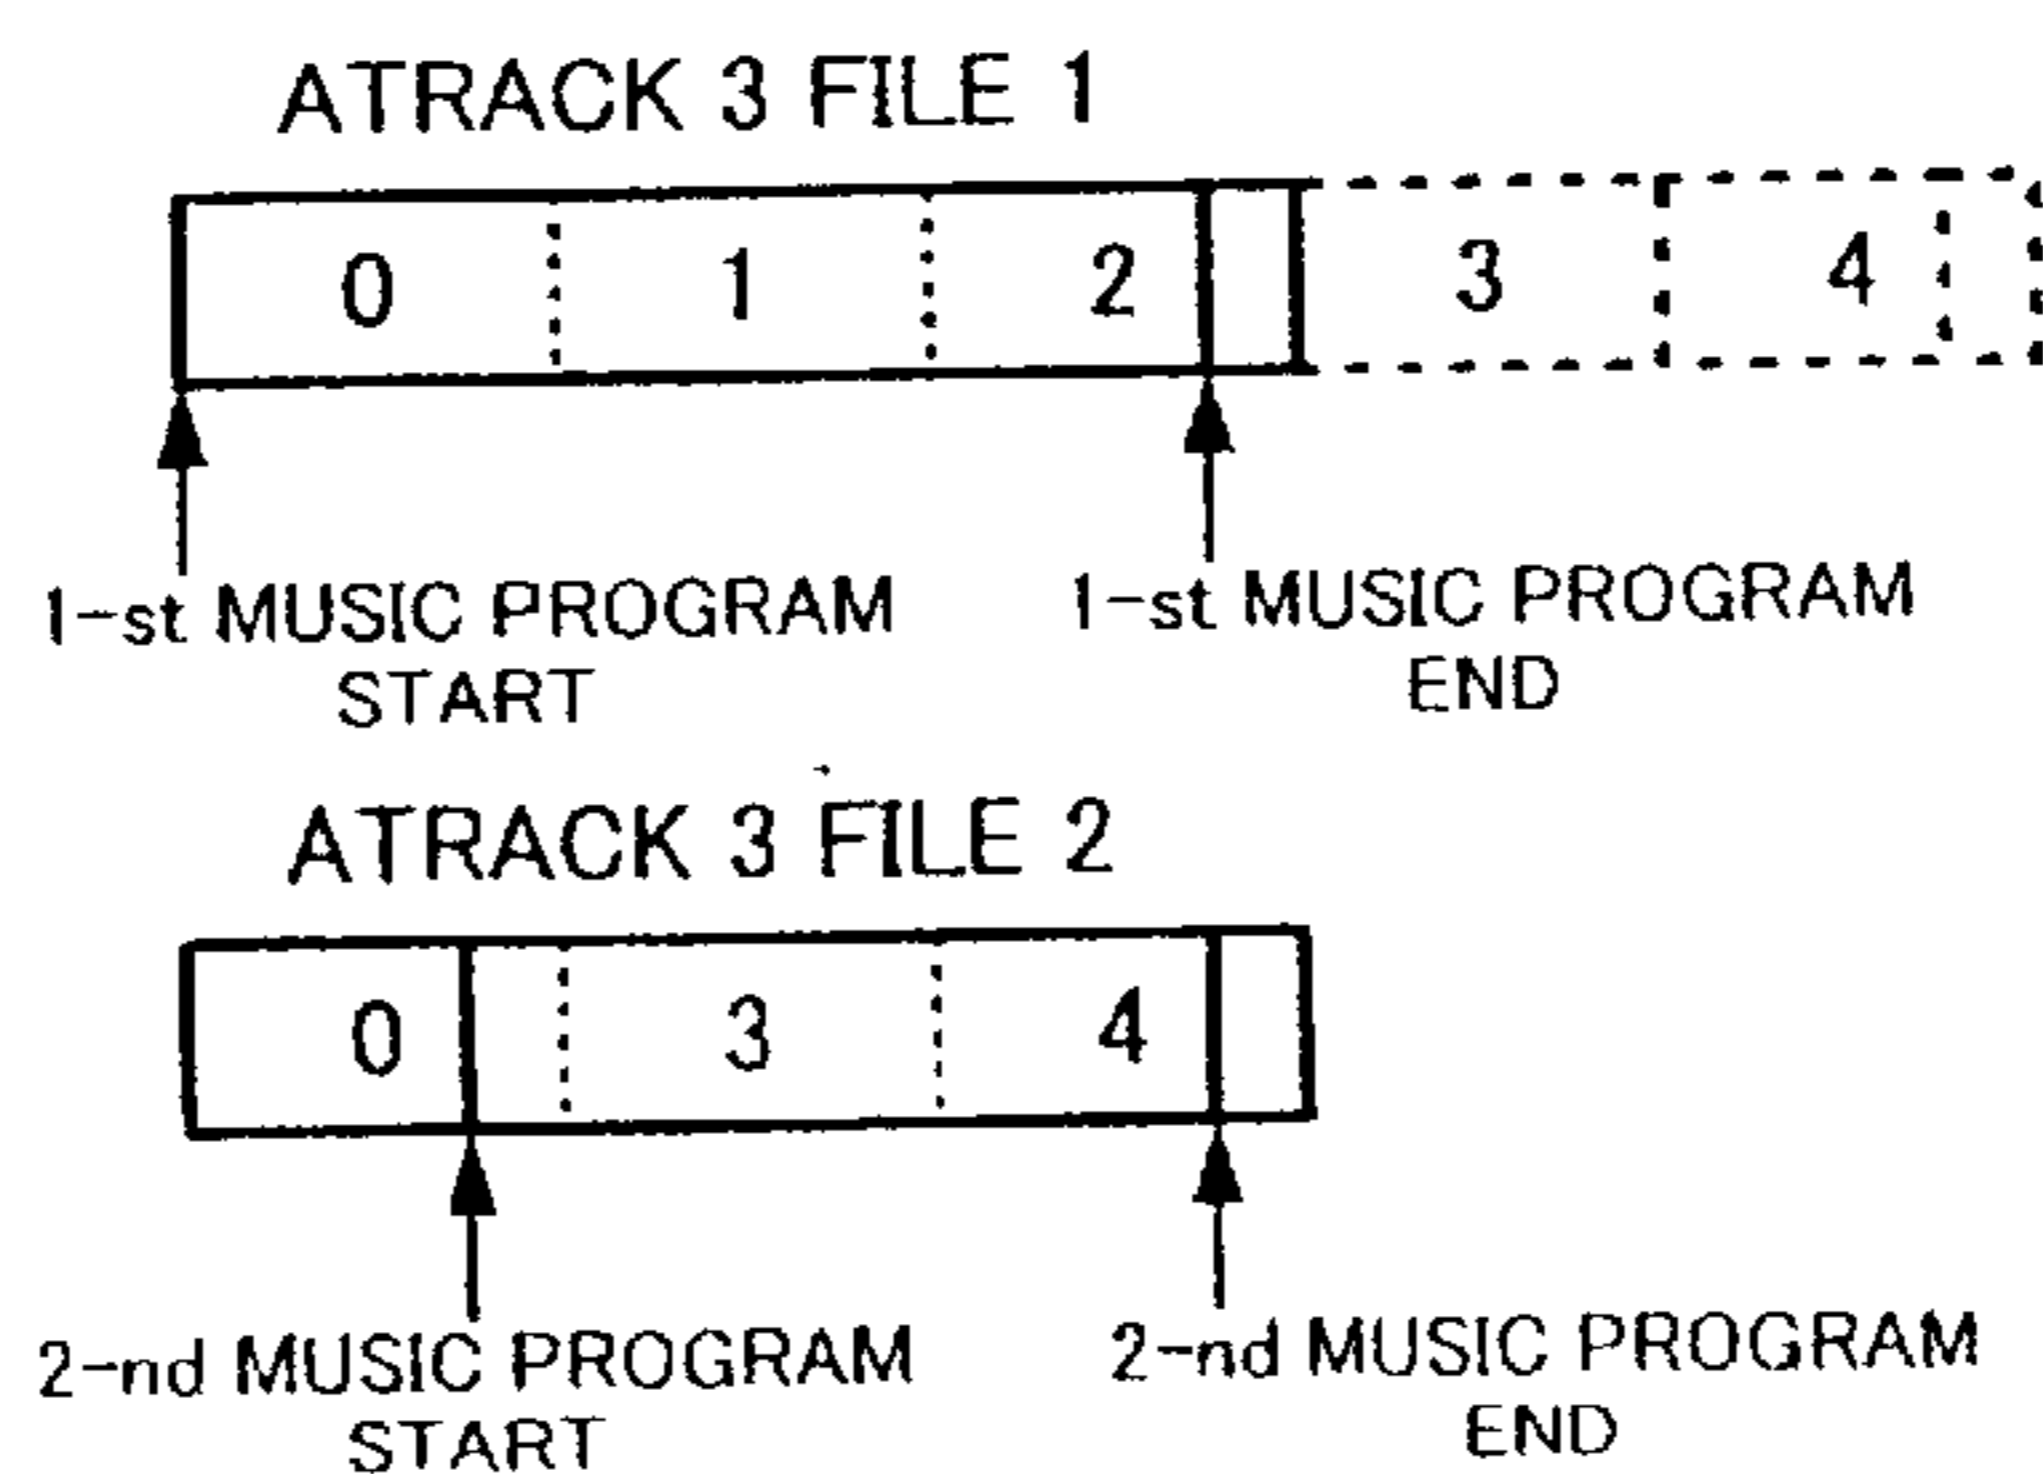 ATRACK 3 FILE 1
0 1 2 3 4
1-st MUSIC PROGRAM START
1-st MUSIC PROGRAM END
ATRACK 3 FILE 2
0 3 4
2-nd MUSIC PROGRAM START
2-nd MUSIC PROGRAM END